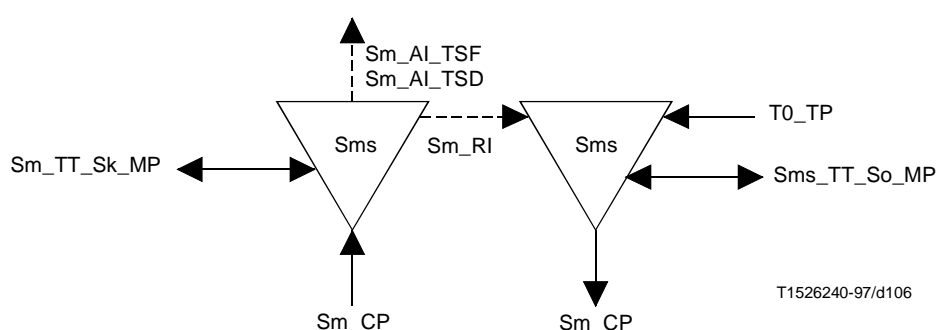 Sm_AI_TSF
Sm_AI_TSD
T0_TP
Sms
Sm_RI
Sms
Sm_TT_Sk_MP
Sms_TT_So_MP
T1526240-97/d106
Sm_CP
Sm_CP